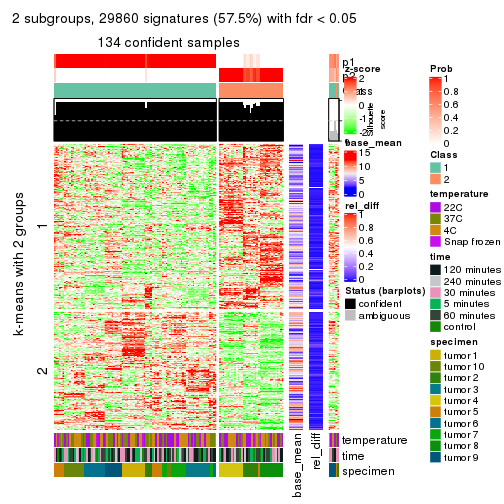 2 subgroups, 29860 signatures (57.5%) with fdr < 0.05
134 confident samples
k-means with 2 groups
1
2
p1
z-score
2
1
0
-1
-2
Silhouette
score
base_mean
15
10
5
0
rel_diff
1
0.8
0.6
0.4
0.2
0
Status (barplots)
confident
ambiguous
Prob
1
0.8
0.6
0.4
0.2
0
Class
1
2
temperature
22C
37C
4C
Snap frozen
time
120 minutes
240 minutes
30 minutes
5 minutes
60 minutes
control
specimen
tumor 1
tumor 10
tumor 2
tumor 3
tumor 4
tumor 5
tumor 6
tumor 7
tumor 8
tumor 9
temperature
time
specimen
base_mean
rel_diff